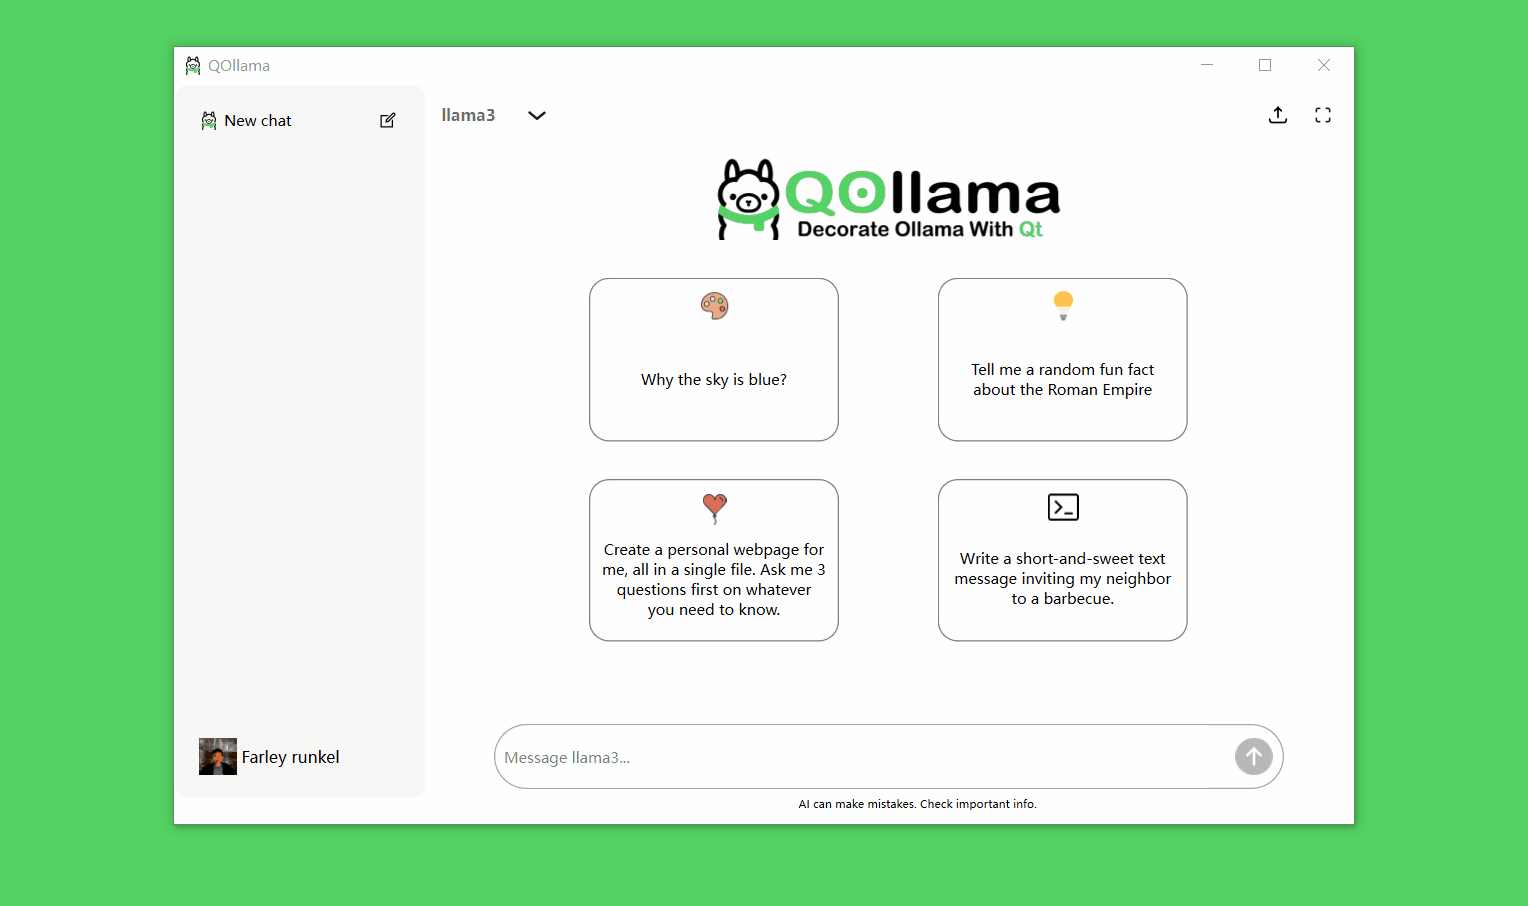 QOllama
New chat
llama3
QOllama
Decorate Ollama With Qt
Why the sky is blue?
Tell me a random fun fact
about the Roman Empire
Create a personal webpage for
me, all in a single file. Ask me 3
questions first on whatever
you need to know.
Write a short-and-sweet text
message inviting my neighbor
to a barbecue.
Farley runkel
Message llama3...
AI can make mistakes. Check important info.